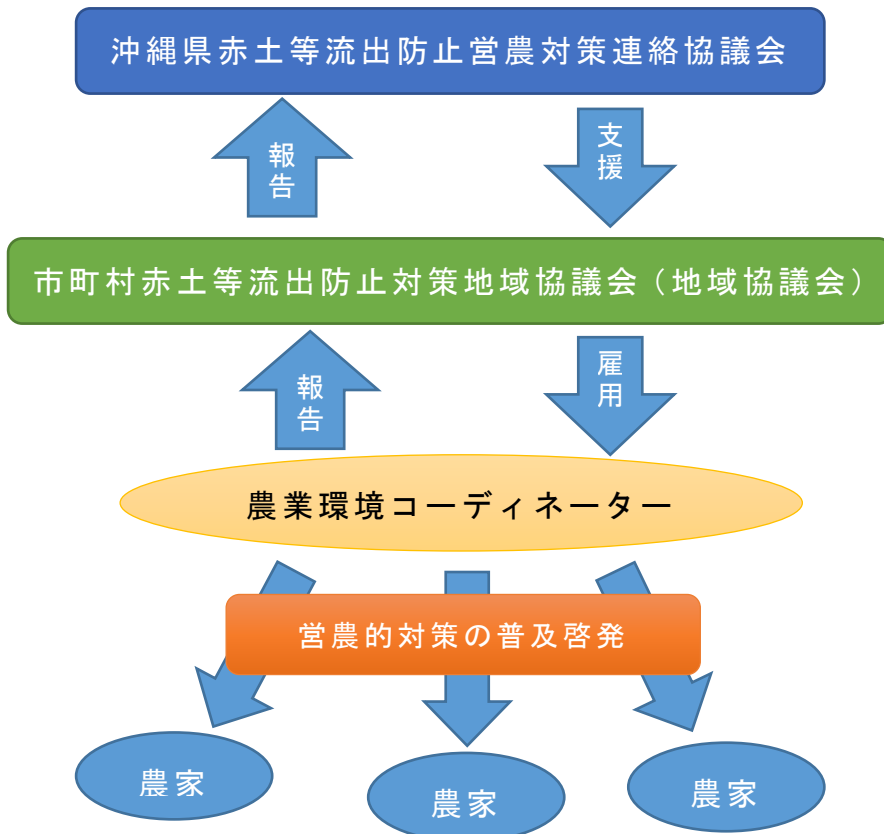 沖縄県赤土等流出防止営農対策連絡協議会
報告
支援
市町村赤土等流出防止対策地域協議会（地域協議会）
報告
雇用
農業環境コーディネーター
営農的対策の普及啓発
農家
農家
農家